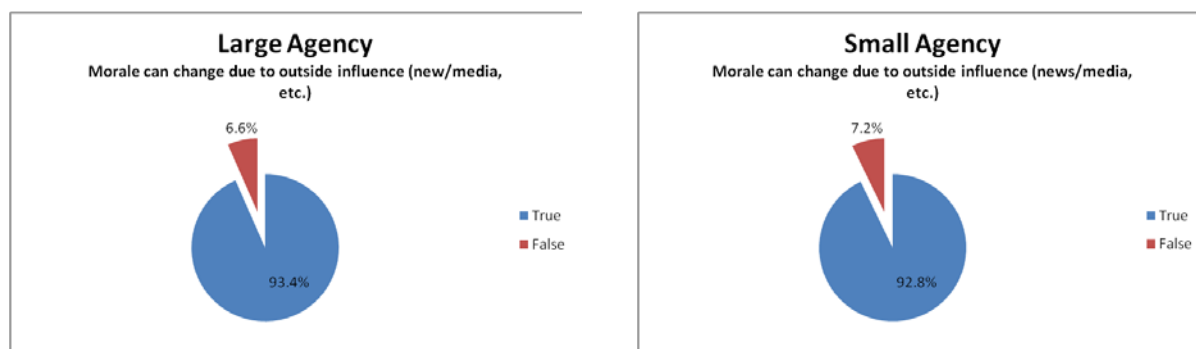 Large Agency
Morale can change due to outside influence (new/media,
etc.)
6.6%
93.4%
True
False
Small Agency
Morale can change due to outside influence (news/media,
etc.)
7.2%
92.8%
True
False